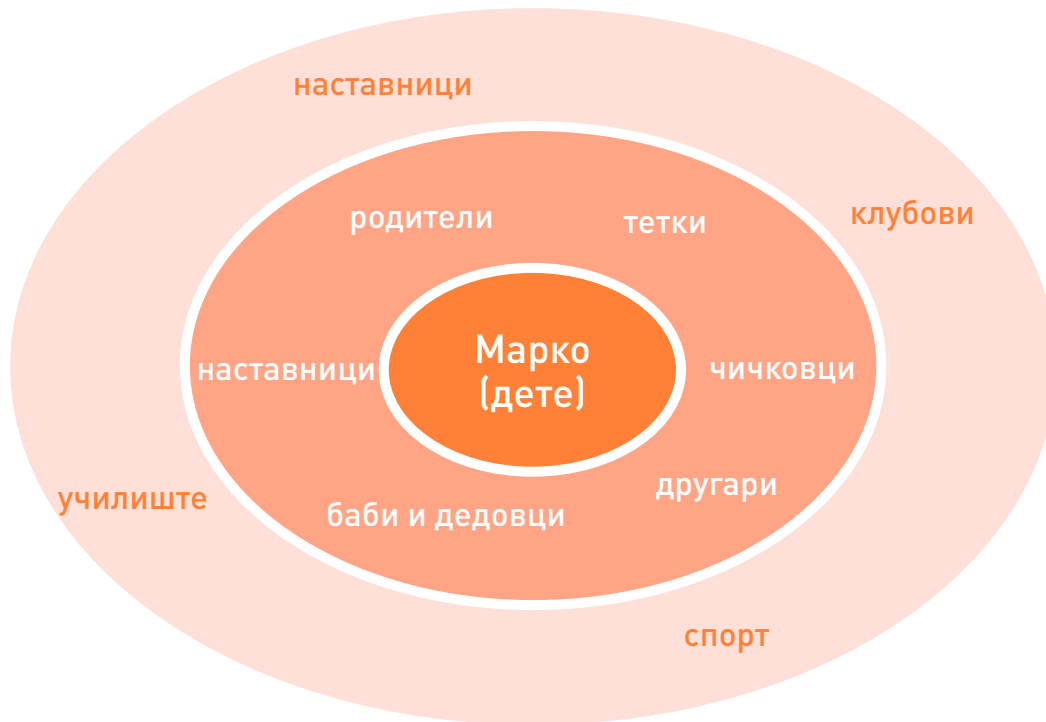 наставници
клубови
родители
тетки
Марко
(дете)
наставници
чичковци
другари
баби и дедовци
училиште
спорт